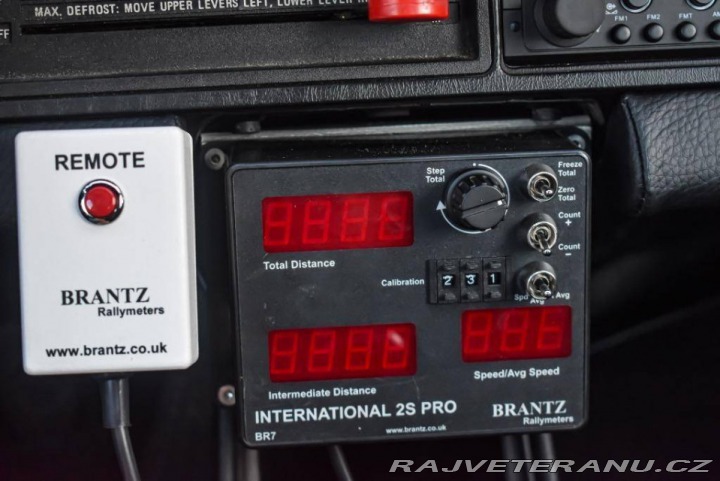 MAX. DEFROST: MOVE UPPER LEVERS LEFT, LOWER LEVER
FM1 FM2 FMT AM
REMOTE
BRANTZ
Rallymeters
www.brantz.co.uk
Step
Total
Freeze
Total
Zero
Total
Count
+
Count
−
Total Distance
Calibration
2 3 1
Spd
Avg
Avg
Intermediate Distance
Speed/Avg Speed
INTERNATIONAL 2S PRO
BR7
www.brantz.co.uk
BRANTZ
Rallymeters
RAJVETERANU.CZ